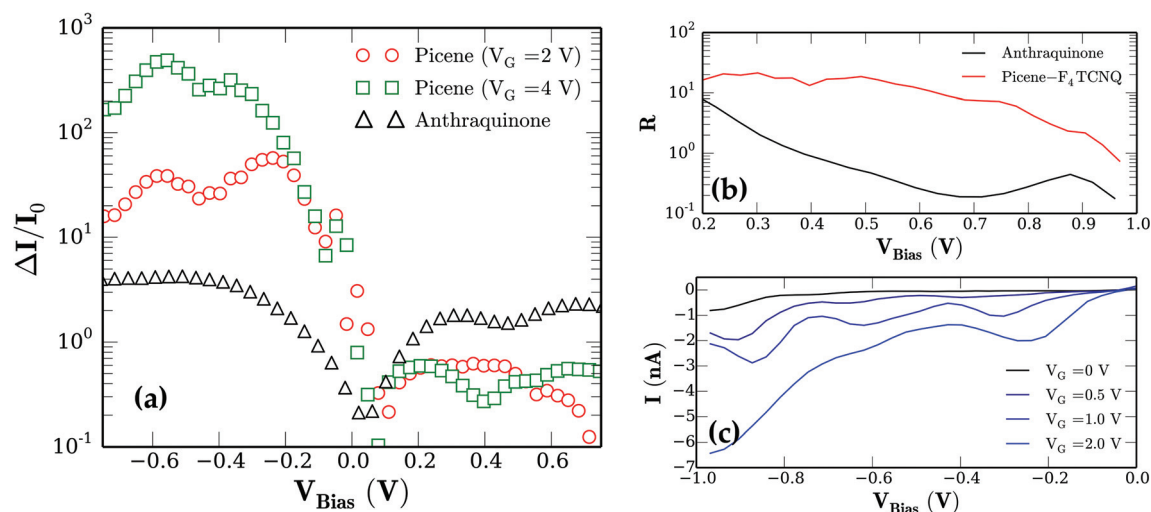 10³
10²
10¹
10⁰
10⁻¹
ΔI/I₀
Picene (V_G =2 V)
Picene (V_G =4 V)
Anthraquinone
(a)
−0.6 −0.4 −0.2 0.0 0.2 0.4 0.6
V_Bias (V)
10²
10¹
10⁰
10⁻¹
R
Anthraquinone
Picene−F₄TCNQ
(b)
0.2 0.3 0.4 0.5 0.6 0.7 0.8 0.9 1.0
V_Bias (V)
0
−1
−2
−3
−4
−5
−6
−7
I (nA)
V_G =0 V
V_G =0.5 V
V_G =1.0 V
V_G =2.0 V
(c)
−1.0 −0.8 −0.6 −0.4 −0.2 0.0
V_Bias (V)